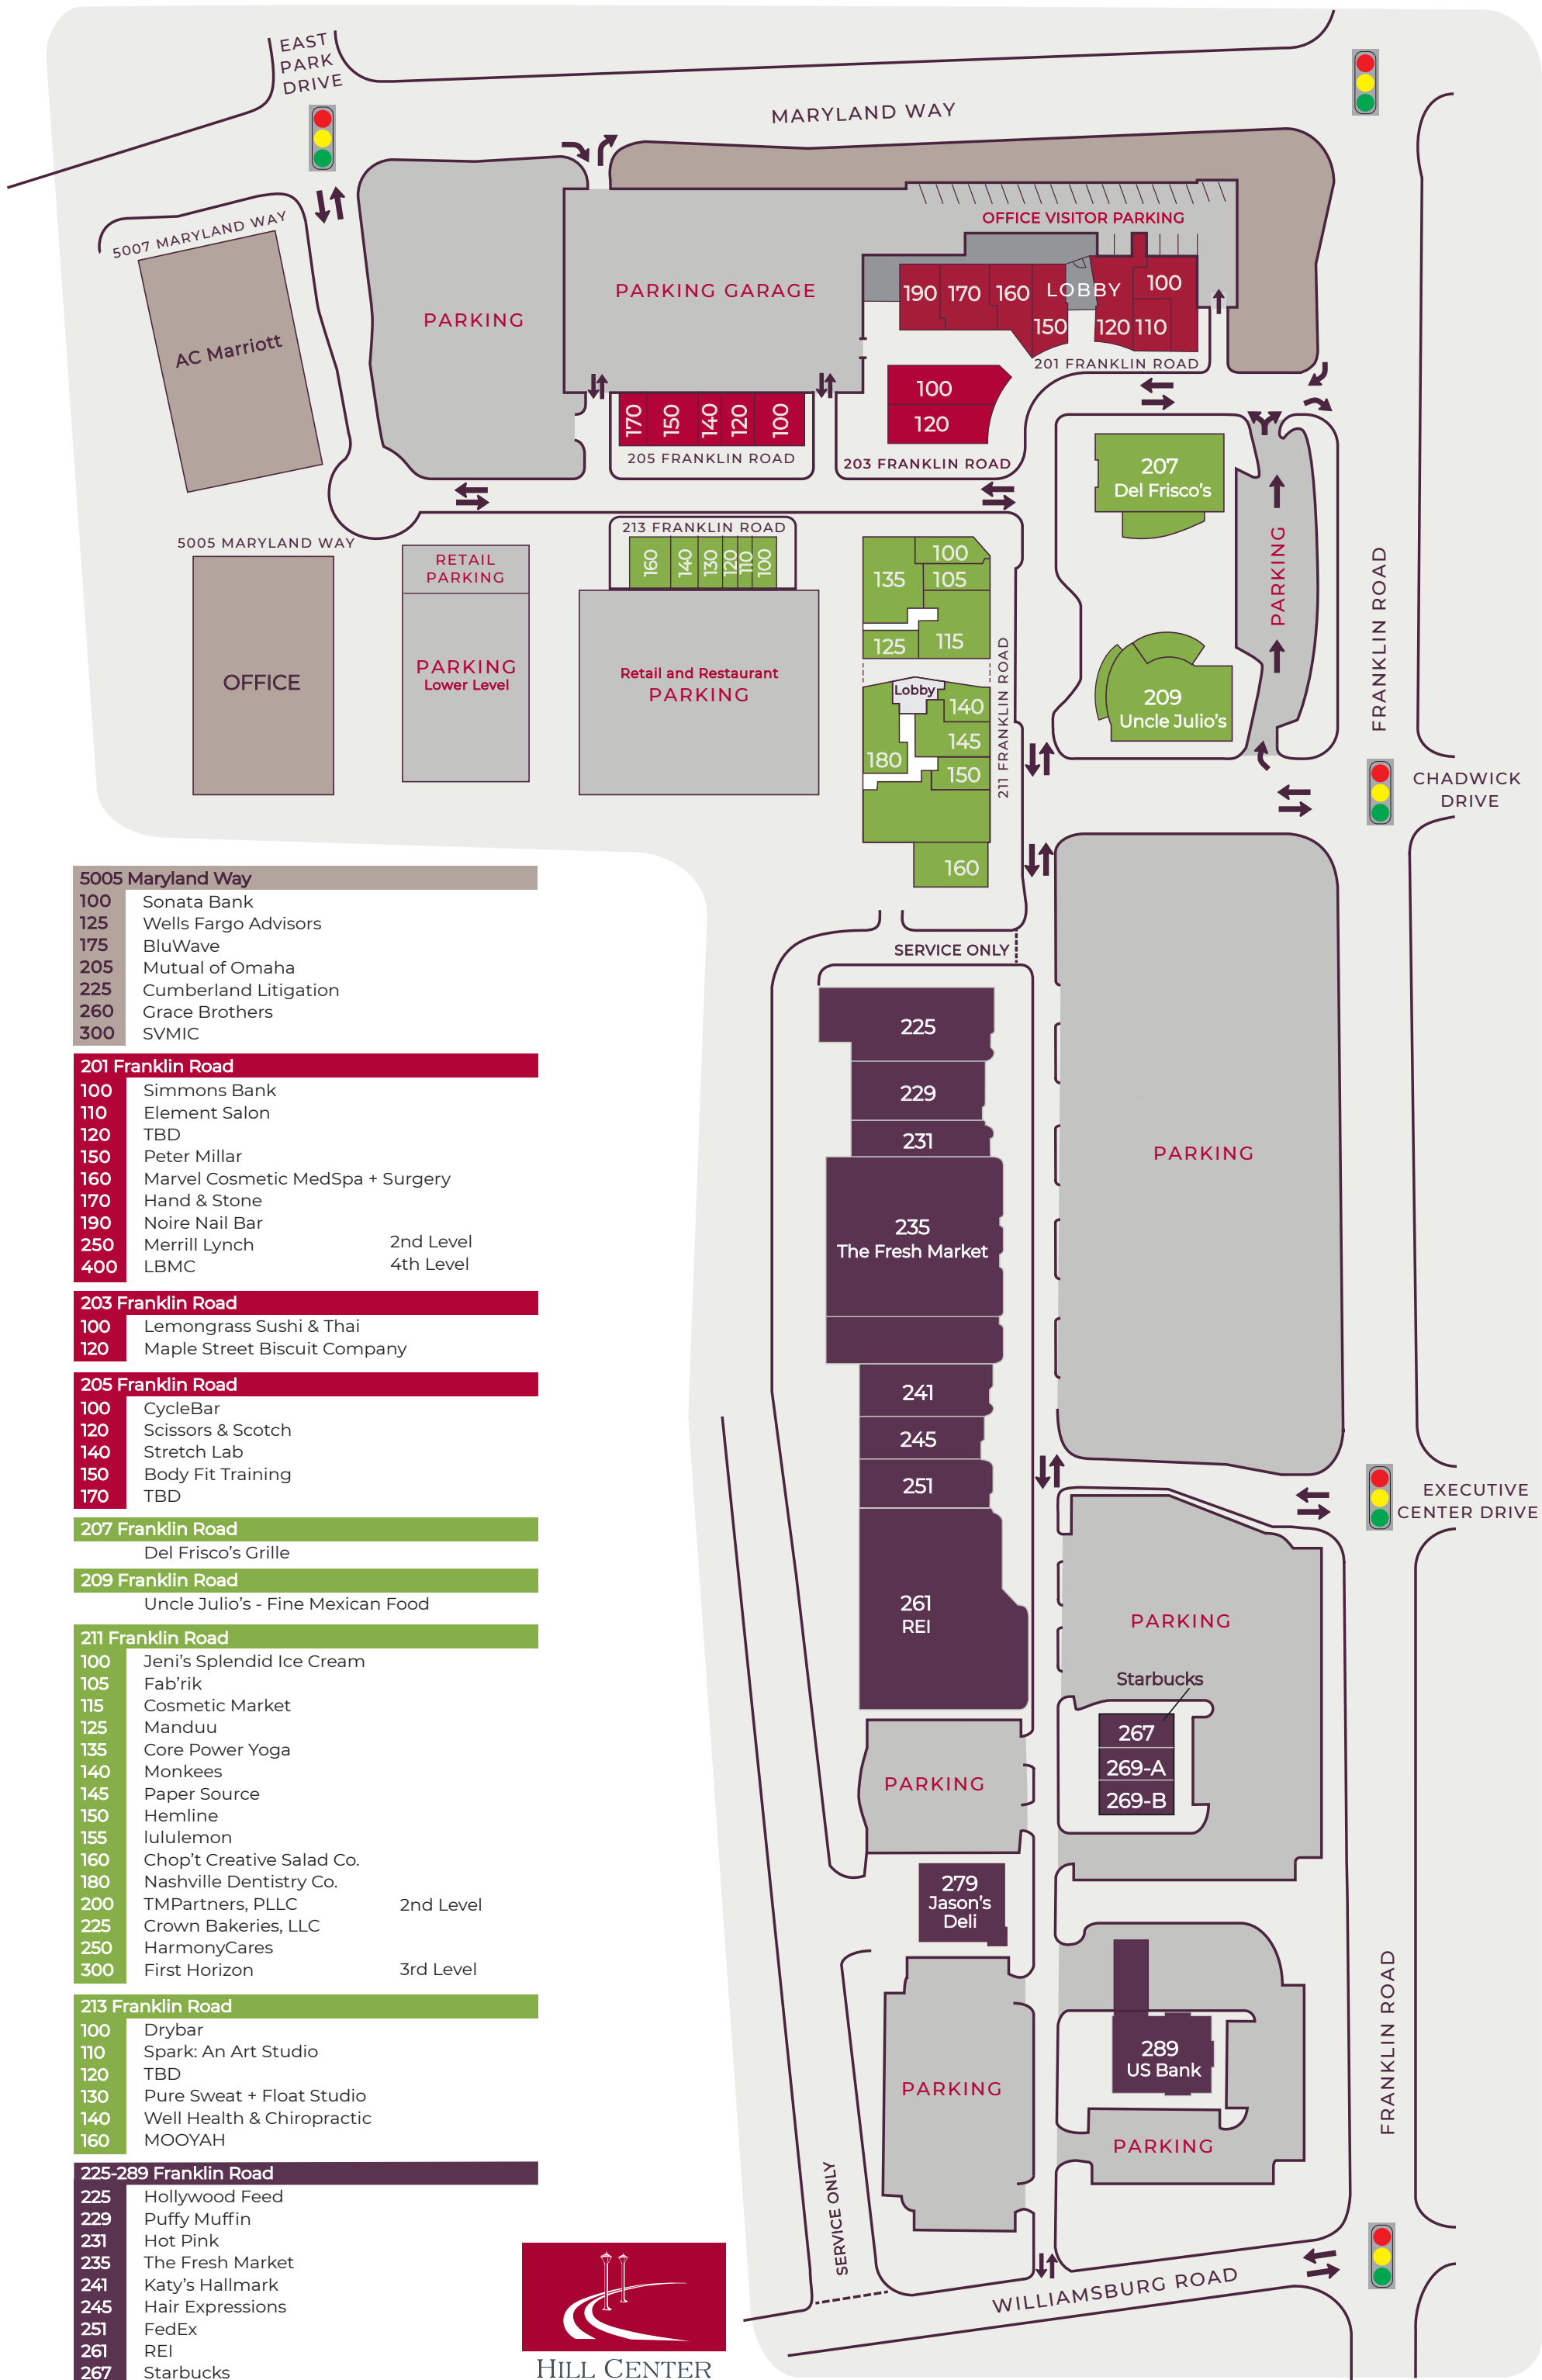 EAST
PARK
DRIVE
MARYLAND WAY
5007 MARYLAND WAY
AC Marriott
PARKING
PARKING GARAGE
OFFICE VISITOR PARKING
190 170 160 LOBBY 100
150 120 110
201 FRANKLIN ROAD
100
120
203 FRANKLIN ROAD
170 150 140 120 100
205 FRANKLIN ROAD
207
Del Frisco's
PARKING
FRANKLIN ROAD
5005 MARYLAND WAY
OFFICE
RETAIL
PARKING
PARKING
Lower Level
213 FRANKLIN ROAD
160 140 130 120 110 100
Retail and Restaurant
PARKING
100
135 105
125 115
Lobby
140
145
180
150
160
211 FRANKLIN ROAD
209
Uncle Julio's
CHADWICK
DRIVE
SERVICE ONLY
225
229
231
235
The Fresh Market
241
245
251
261
REI
PARKING
EXECUTIVE
CENTER DRIVE
PARKING
Starbucks
267
269-A
269-B
PARKING
279
Jason's
Deli
PARKING
289
US Bank
PARKING
FRANKLIN ROAD
SERVICE ONLY
WILLIAMSBURG ROAD
5005 Maryland Way
100 Sonata Bank
125 Wells Fargo Advisors
175 BluWave
205 Mutual of Omaha
225 Cumberland Litigation
260 Grace Brothers
300 SVMIC
201 Franklin Road
100 Simmons Bank
110 Element Salon
120 TBD
150 Peter Millar
160 Marvel Cosmetic MedSpa + Surgery
170 Hand & Stone
190 Noire Nail Bar
250 Merrill Lynch 2nd Level
400 LBMC 4th Level
203 Franklin Road
100 Lemongrass Sushi & Thai
120 Maple Street Biscuit Company
205 Franklin Road
100 CycleBar
120 Scissors & Scotch
140 Stretch Lab
150 Body Fit Training
170 TBD
207 Franklin Road
Del Frisco's Grille
209 Franklin Road
Uncle Julio's - Fine Mexican Food
211 Franklin Road
100 Jeni's Splendid Ice Cream
105 Fab'rik
115 Cosmetic Market
125 Manduu
135 Core Power Yoga
140 Monkees
145 Paper Source
150 Hemline
155 lululemon
160 Chop't Creative Salad Co.
180 Nashville Dentistry Co.
200 TMPartners, PLLC 2nd Level
225 Crown Bakeries, LLC
250 HarmonyCares
300 First Horizon 3rd Level
213 Franklin Road
100 Drybar
110 Spark: An Art Studio
120 TBD
130 Pure Sweat + Float Studio
140 Well Health & Chiropractic
160 MOOYAH
225-289 Franklin Road
225 Hollywood Feed
229 Puffy Muffin
231 Hot Pink
235 The Fresh Market
241 Katy's Hallmark
245 Hair Expressions
251 FedEx
261 REI
267 Starbucks
HILL CENTER